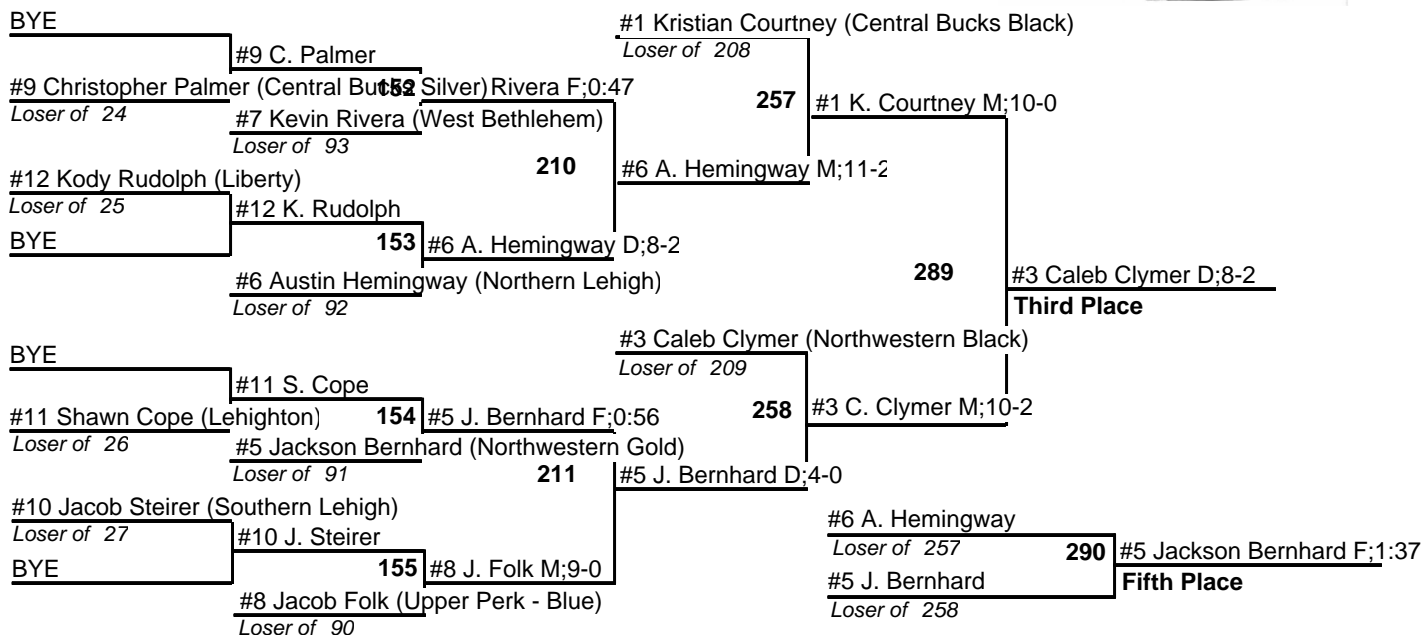 BYE
#9 C. Palmer
#9 Christopher Palmer (Central Bucks Silver)
Loser of 24
152
Rivera F;0:47
#7 Kevin Rivera (West Bethlehem)
Loser of 93
#12 Kody Rudolph (Liberty)
Loser of 25
#12 K. Rudolph
BYE
153
#6 A. Hemingway D;8-2
#6 Austin Hemingway (Northern Lehigh)
Loser of 92
210
#1 Kristian Courtney (Central Bucks Black)
Loser of 208
257
#1 K. Courtney M;10-0
#6 A. Hemingway M;11-2
289
#3 Caleb Clymer D;8-2
Third Place
BYE
#11 S. Cope
#11 Shawn Cope (Lehighton)
Loser of 26
154
#5 J. Bernhard F;0:56
#5 Jackson Bernhard (Northwestern Gold)
Loser of 91
#10 Jacob Steirer (Southern Lehigh)
Loser of 27
#10 J. Steirer
BYE
155
#8 J. Folk M;9-0
#8 Jacob Folk (Upper Perk - Blue)
Loser of 90
211
#3 Caleb Clymer (Northwestern Black)
Loser of 209
258
#3 C. Clymer M;10-2
#5 J. Bernhard D;4-0
#6 A. Hemingway
Loser of 257
290
#5 Jackson Bernhard F;1:37
#5 J. Bernhard
Fifth Place
Loser of 258